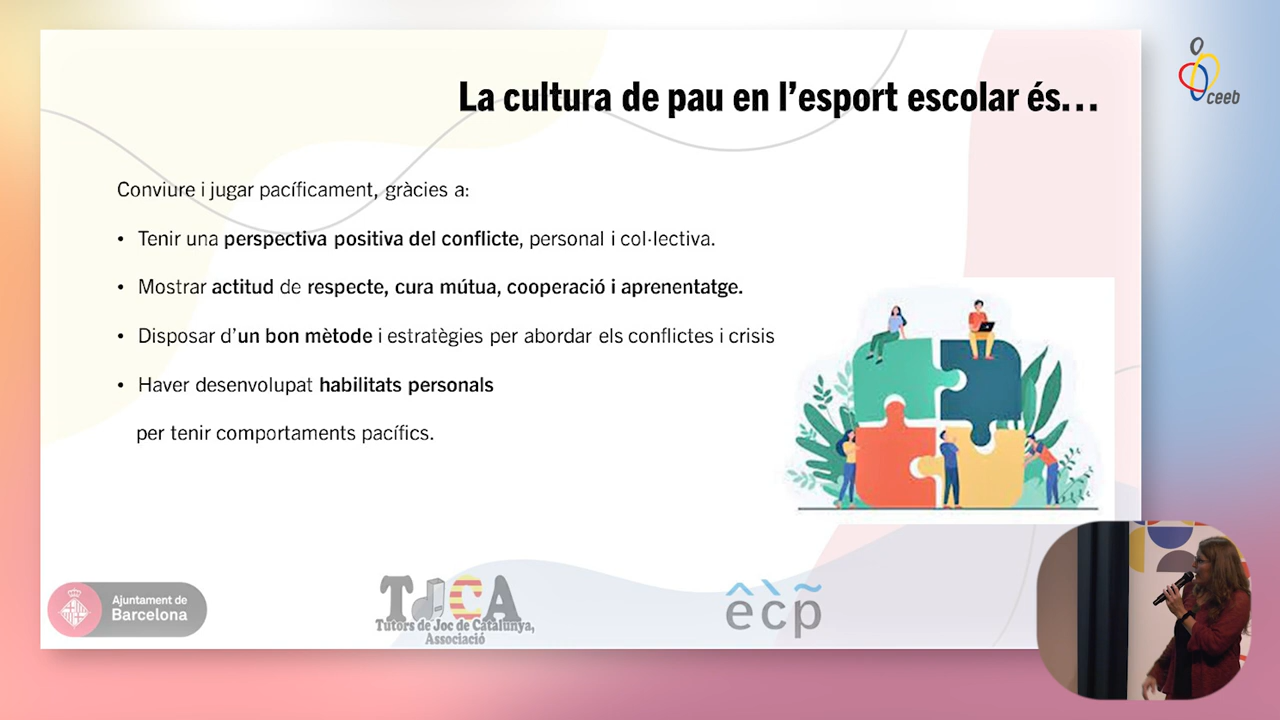 La cultura de pau en l’esport escolar és...
ceeb
Conviure i jugar pacíficament, gràcies a:
• Tenir una perspectiva positiva del conflicte, personal i col·lectiva.
• Mostrar actitud de respecte, cura mútua, cooperació i aprenentatge.
• Disposar d’un bon mètode i estratègies per abordar els conflictes i crisis
• Haver desenvolupat habilitats personals
per tenir comportaments pacífics.
Ajuntament de
Barcelona
TJCA
Tutors de Joc de Catalunya,
Associació
ecp